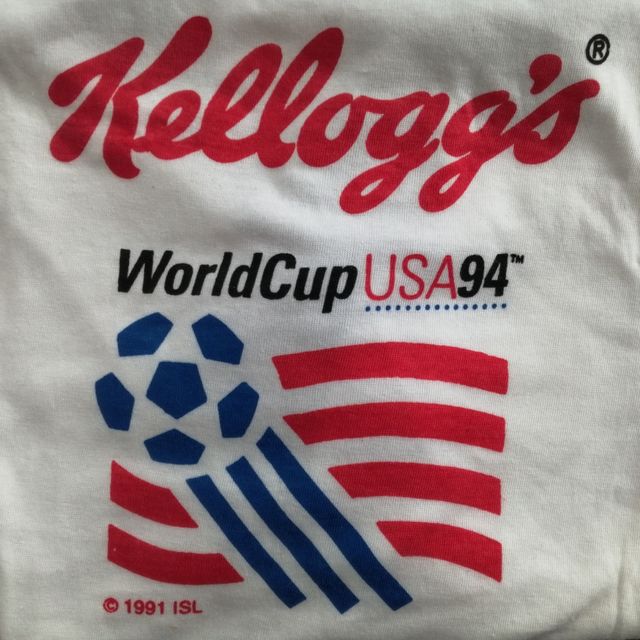 Kellogg's®
WorldCup USA94™
© 1991 ISL